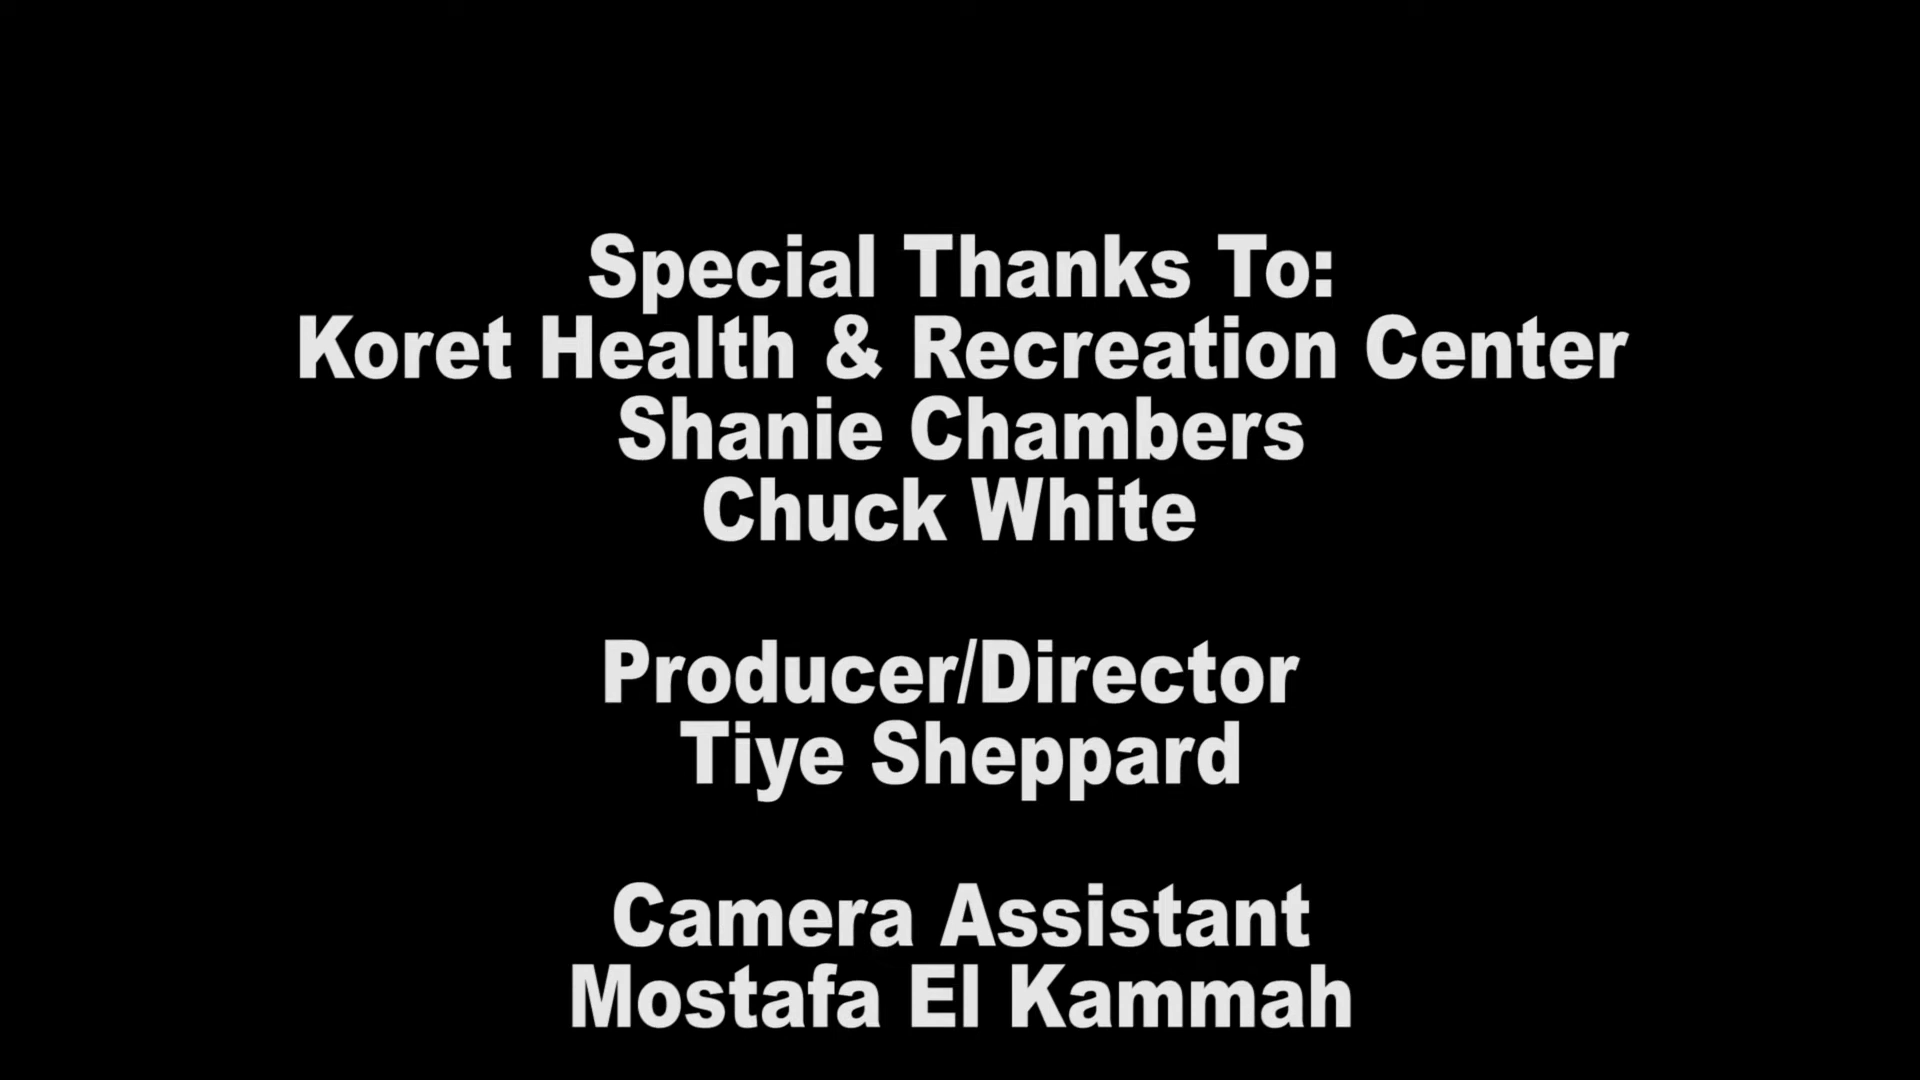 Special Thanks To:
Koret Health & Recreation Center
Shanie Chambers
Chuck White
Producer/Director
Tiye Sheppard
Camera Assistant
Mostafa El Kammah